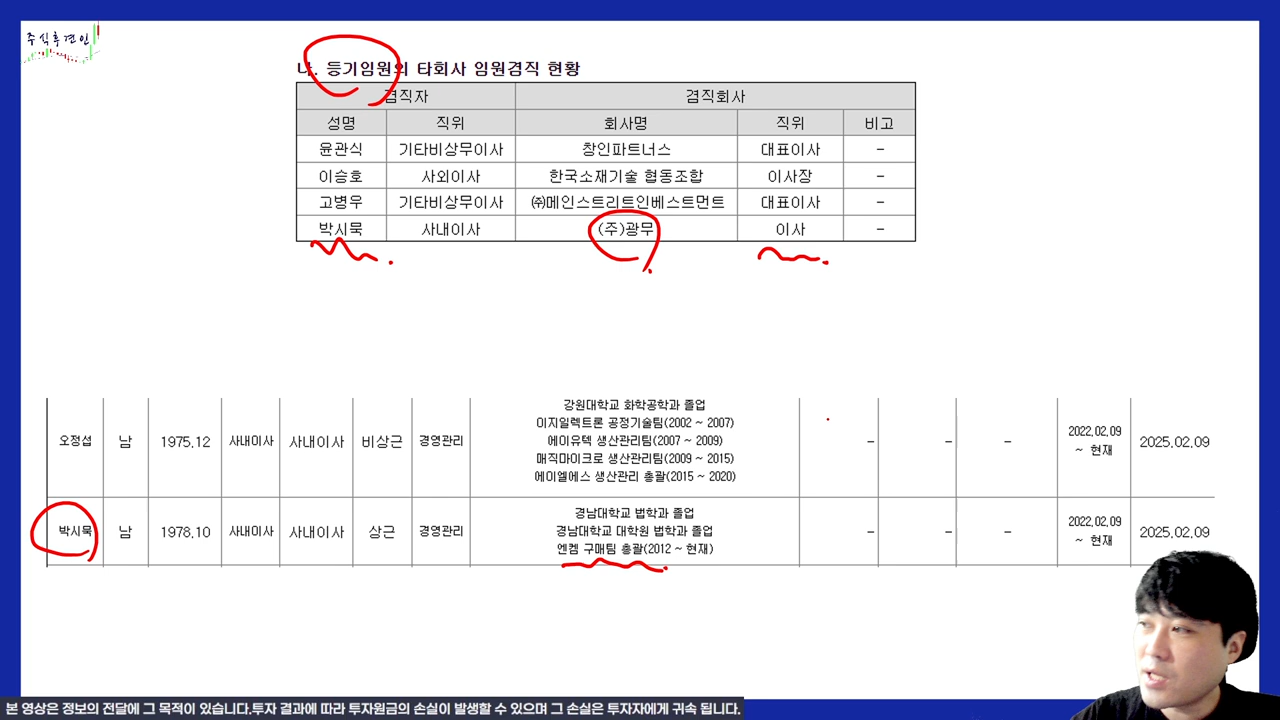 주식후견인
나. 등기임원의 타회사 임원겸직 현황
겸직자 겸직회사
성명 직위 회사명 직위 비고
윤관식 기타비상무이사 창인파트너스 대표이사 -
이승호 사외이사 한국소재기술 협동조합 이사장 -
고병우 기타비상무이사 ㈜메인스트리트인베스트먼트 대표이사 -
박시묵 사내이사 (주)광무 이사 -
강원대학교 화학공학과 졸업
이지일렉트론 공정기술팀(2002 ~ 2007)
에이유텍 생산관리팀(2007 ~ 2009)
매직마이크로 생산관리팀(2009 ~ 2015)
에이엘에스 생산관리 총괄(2015 ~ 2020)
오정섭 남 1975.12 사내이사 사내이사 비상근 경영관리 - - - 2022.02.09 ~ 현재 2025.02.09
경남대학교 법학과 졸업
경남대학교 대학원 법학과 졸업
엔켐 구매팀 총괄(2012 ~ 현재)
박시묵 남 1978.10 사내이사 사내이사 상근 경영관리 - - - 2022.02.09 ~ 현재 2025.02.09
본 영상은 정보의 전달에 그 목적이 있습니다.투자 결과에 따라 투자원금의 손실이 발생할 수 있으며 그 손실은 투자자에게 귀속 됩니다.